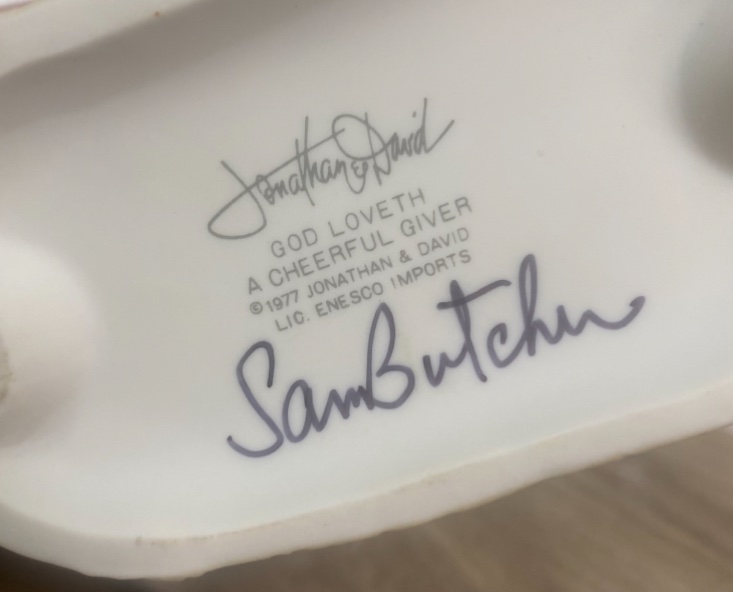 Jonathan & David
GOD LOVETH
A CHEERFUL GIVER
©1977 JONATHAN & DAVID
LIC. ENESCO IMPORTS
Sam Butcher